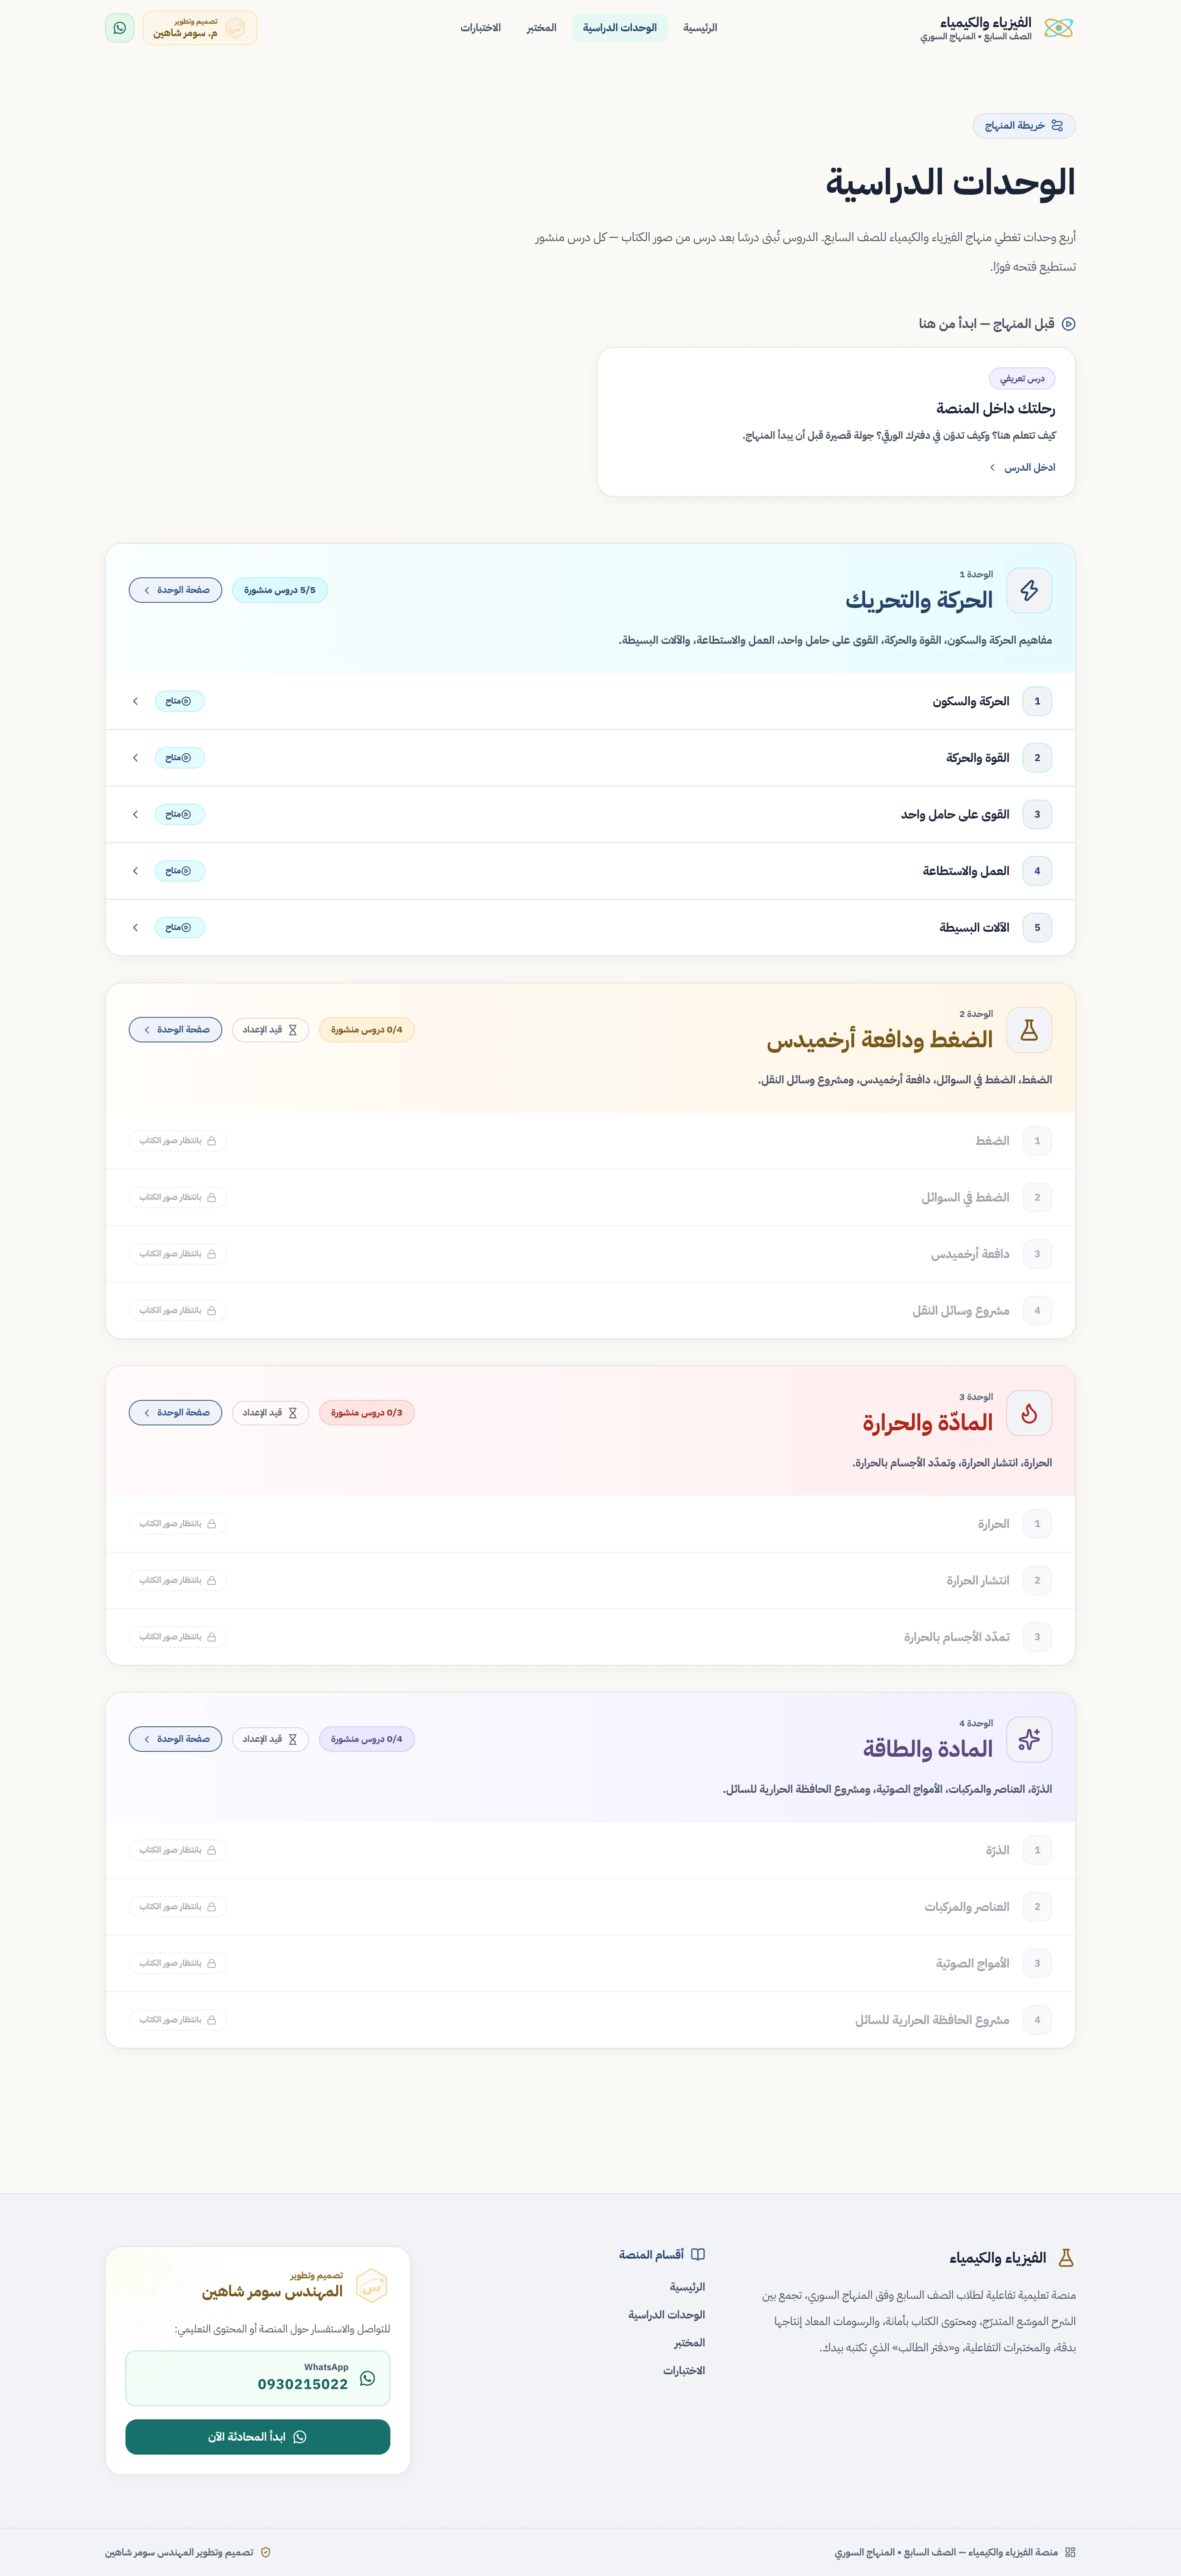 الفيزياء والكيمياء
الصف السابع • المنهاج السوري
الرئيسية
الوحدات الدراسية
المختبر
الاختبارات
تصميم وتطوير
م. سومر شاهين
خريطة المنهاج
الوحدات الدراسية
أربع وحدات تغطي منهاج الفيزياء والكيمياء للصف السابع. الدروس تُبنى درسًا بعد درس من صور الكتاب — كل درس منشور
تستطيع فتحه فورًا.
قبل المنهاج — ابدأ من هنا
درس تعريفي
رحلتك داخل المنصة
كيف تتعلم هنا؟ وكيف تدوّن في دفترك الورقي؟ جولة قصيرة قبل أن يبدأ المنهاج.
ادخل الدرس
الوحدة 1
الحركة والتحريك
5/5 دروس منشورة
صفحة الوحدة
مفاهيم الحركة والسكون، القوة والحركة، القوى على حامل واحد، العمل والاستطاعة، والآلات البسيطة.
1 الحركة والسكون متاح
2 القوة والحركة متاح
3 القوى على حامل واحد متاح
4 العمل والاستطاعة متاح
5 الآلات البسيطة متاح
الوحدة 2
الضغط ودافعة أرخميدس
0/4 دروس منشورة
قيد الإعداد
صفحة الوحدة
الضغط، الضغط في السوائل، دافعة أرخميدس، ومشروع وسائل النقل.
1 الضغط بانتظار صور الكتاب
2 الضغط في السوائل بانتظار صور الكتاب
3 دافعة أرخميدس بانتظار صور الكتاب
4 مشروع وسائل النقل بانتظار صور الكتاب
الوحدة 3
المادّة والحرارة
0/3 دروس منشورة
قيد الإعداد
صفحة الوحدة
الحرارة، انتشار الحرارة، وتمدّد الأجسام بالحرارة.
1 الحرارة بانتظار صور الكتاب
2 انتشار الحرارة بانتظار صور الكتاب
3 تمدّد الأجسام بالحرارة بانتظار صور الكتاب
الوحدة 4
المادة والطاقة
0/4 دروس منشورة
قيد الإعداد
صفحة الوحدة
الذرّة، العناصر والمركبات، الأمواج الصوتية، ومشروع الحافظة الحرارية للسائل.
1 الذرّة بانتظار صور الكتاب
2 العناصر والمركبات بانتظار صور الكتاب
3 الأمواج الصوتية بانتظار صور الكتاب
4 مشروع الحافظة الحرارية للسائل بانتظار صور الكتاب
الفيزياء والكيمياء
منصة تعليمية تفاعلية لطلاب الصف السابع وفق المنهاج السوري، تجمع بين
الشرح الموسّع المتدرّج، ومحتوى الكتاب بأمانة، والرسومات المعاد إنتاجها
بدقة، والمختبرات التفاعلية، و«دفتر الطالب» الذي تكتبه بيدك.
أقسام المنصة
الرئيسية
الوحدات الدراسية
المختبر
الاختبارات
تصميم وتطوير
المهندس سومر شاهين
للتواصل والاستفسار حول المنصة أو المحتوى التعليمي:
WhatsApp
0930215022
ابدأ المحادثة الآن
منصة الفيزياء والكيمياء — الصف السابع • المنهاج السوري
تصميم وتطوير المهندس سومر شاهين